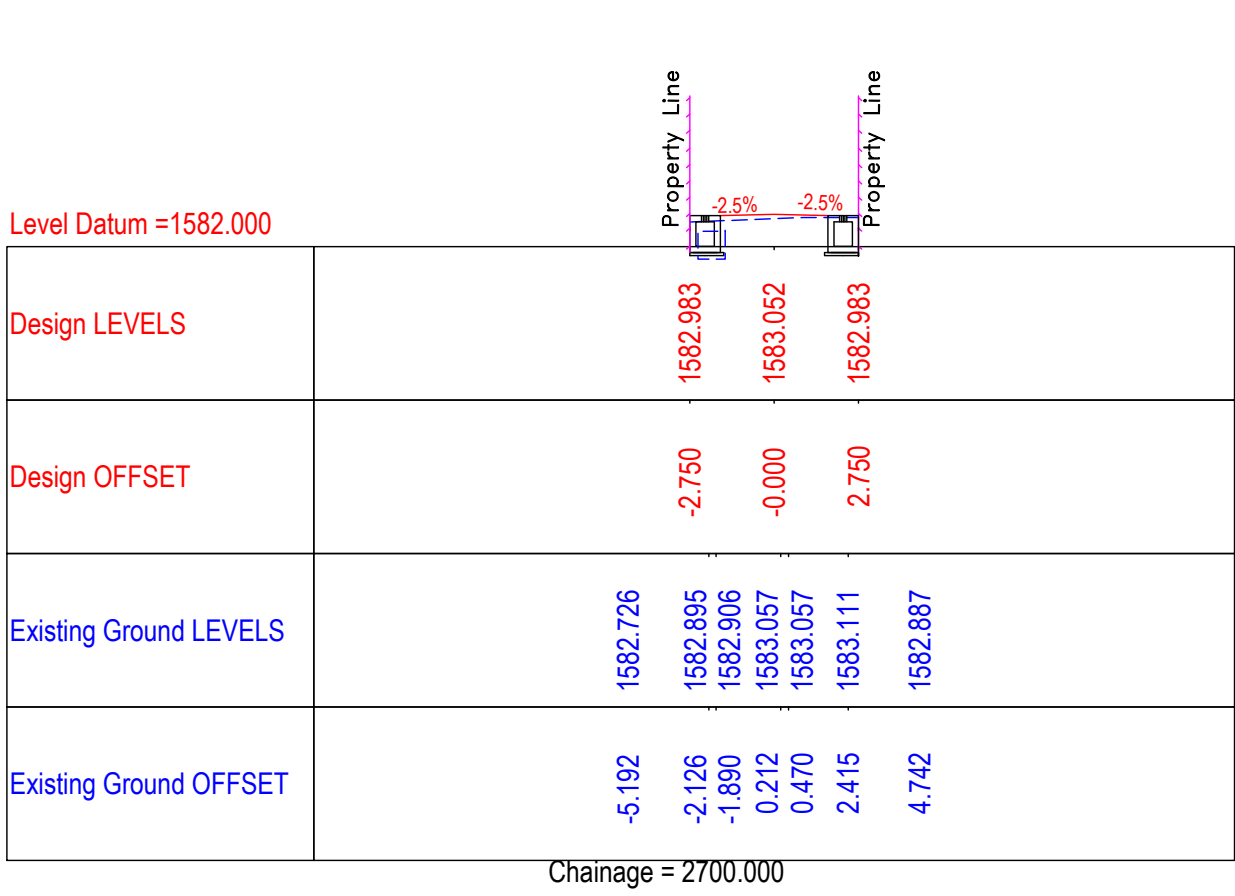 Property Line
Property Line
-2.5%
-2.5%
Level Datum =1582.000
Design LEVELS
1582.983
1583.052
1582.983
Design OFFSET
-2.750
-0.000
2.750
Existing Ground LEVELS
1582.726
1582.895
1582.906
1583.057
1583.057
1583.111
1582.887
Existing Ground OFFSET
-5.192
-2.126
-1.890
0.212
0.470
2.415
4.742
Chainage = 2700.000